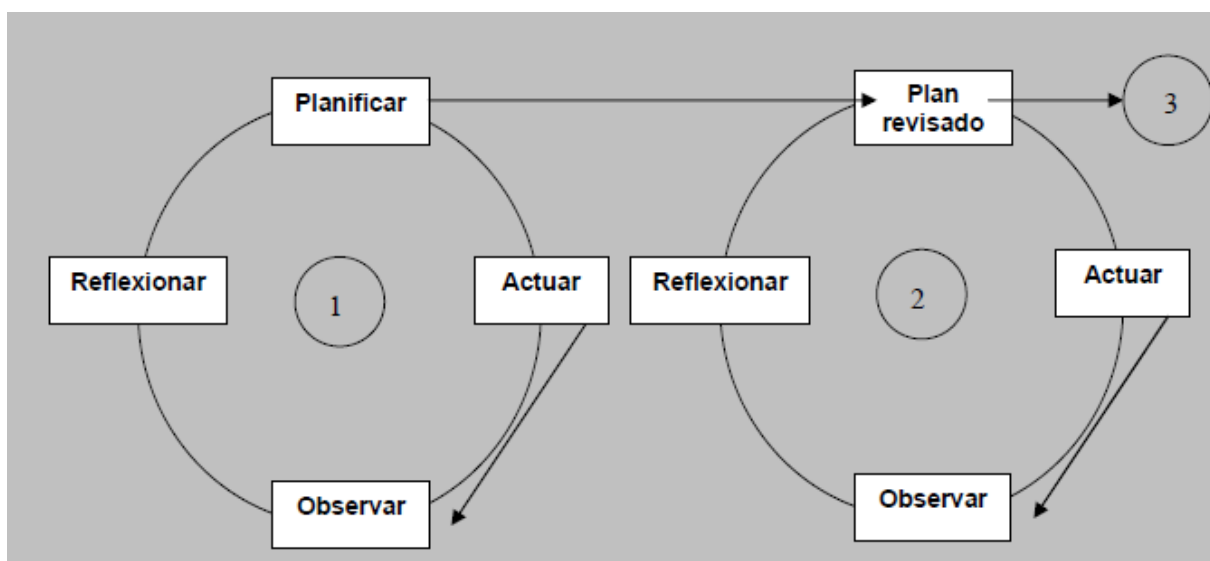 Planificar
Plan
revisado
3
Reflexionar
1
Actuar
Reflexionar
2
Actuar
Observar
Observar